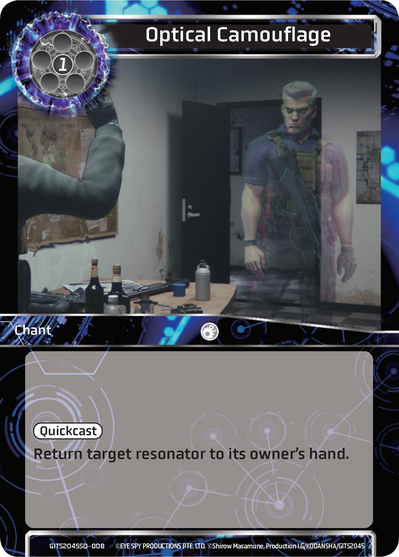 Optical Camouflage
1
Chant
Quickcast
Return target resonator to its owner's hand.
GITS2045SD-008 ©EYE SPY PRODUCTIONS PTE. LTD. ©Shirow Masamune, Production I.G/KODANSHA/GITS2045